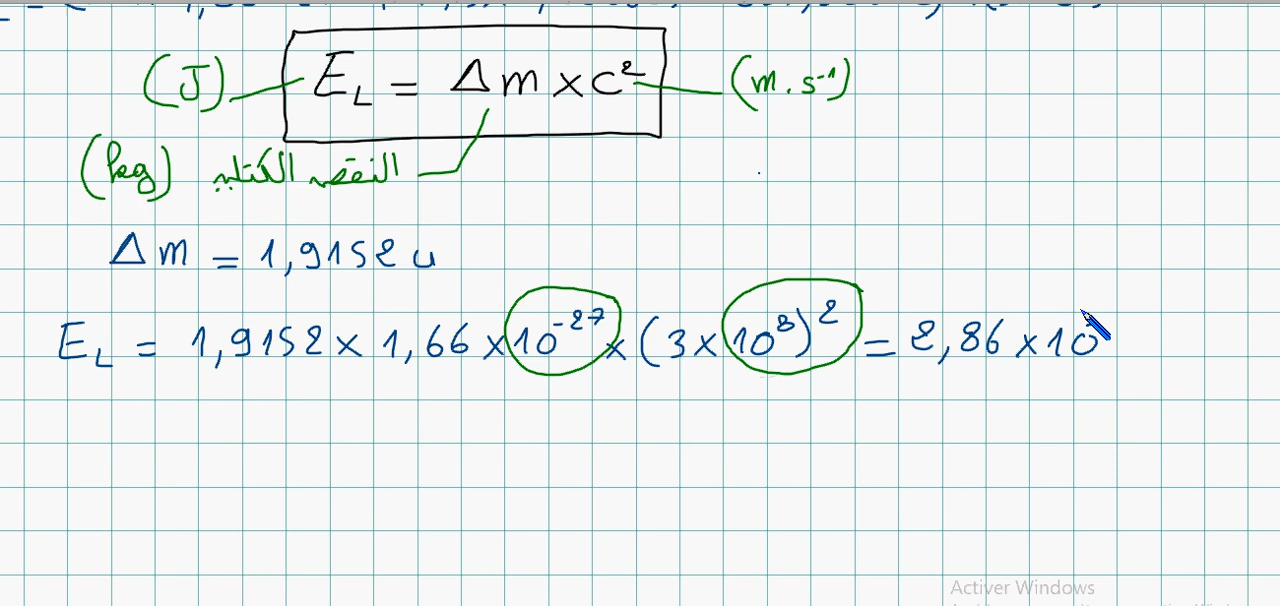 (J) E_L = Δm × c² (m.s⁻¹)
(kg) النقص الكتلي
Δm = 1,9152 u
E_L = 1,9152 × 1,66 × 10⁻²⁷ × (3 × 10⁸)² = 2,86 × 10
Activer Windows